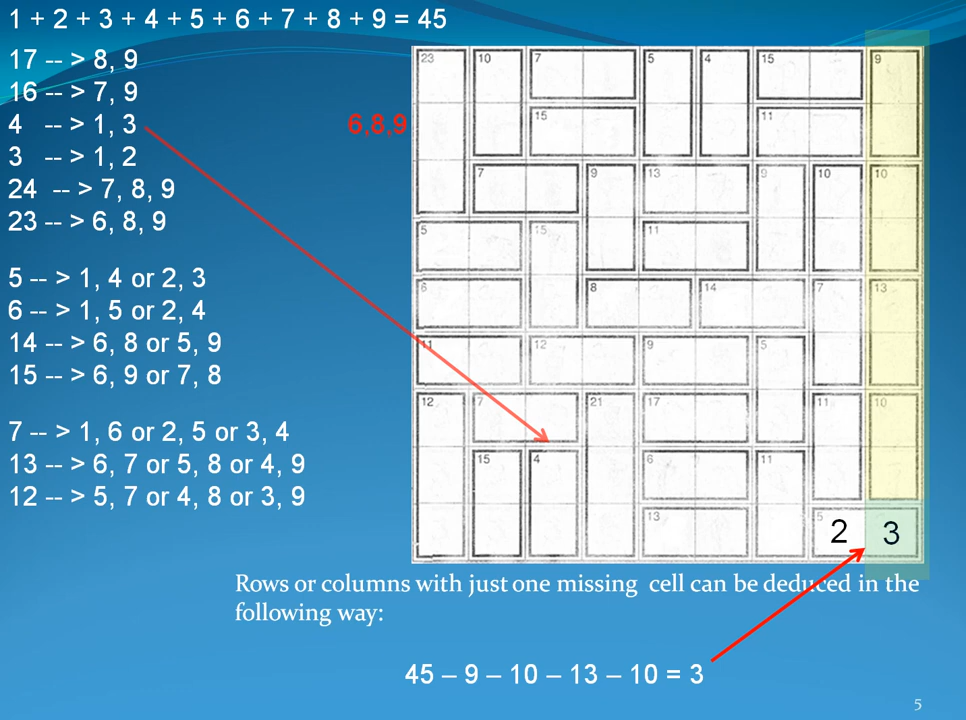 1 + 2 + 3 + 4 + 5 + 6 + 7 + 8 + 9 = 45
17 -- > 8, 9
16 -- > 7, 9
4 -- > 1, 3
3 -- > 1, 2
24 -- > 7, 8, 9
23 -- > 6, 8, 9
5 -- > 1, 4 or 2, 3
6 -- > 1, 5 or 2, 4
14 -- > 6, 8 or 5, 9
15 -- > 6, 9 or 7, 8
7 -- > 1, 6 or 2, 5 or 3, 4
13 -- > 6, 7 or 5, 8 or 4, 9
12 -- > 5, 7 or 4, 8 or 3, 9
6,8,9
23 10 7 5 4 15 9
15 11
7 9 13 9 10 10
5 15 11
6 8 14 7 13
11 12 9 5
12 7 21 17 11 10
15 4 6 11
13 5
2 3
Rows or columns with just one missing cell can be deduced in the
following way:
45 – 9 – 10 – 13 – 10 = 3
5